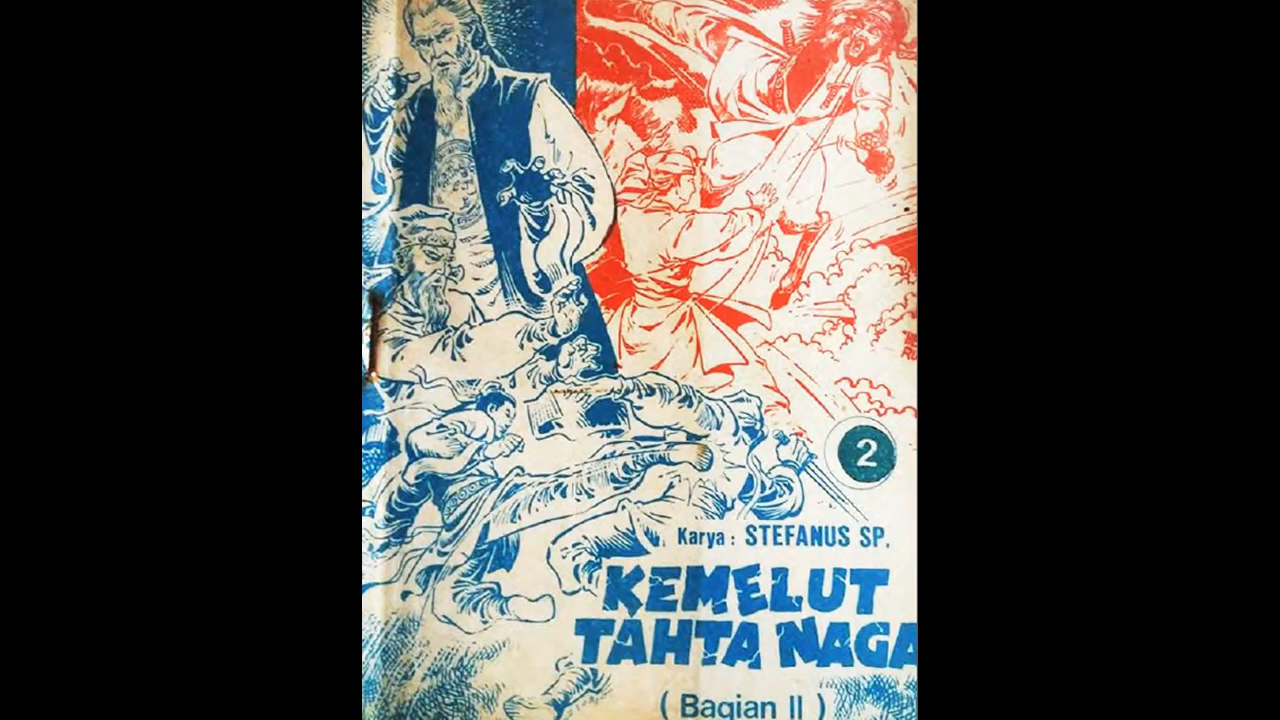 2
Karya : STEFANUS SP.
KEMELUT
TAHTA NAGA
( Bagian II )